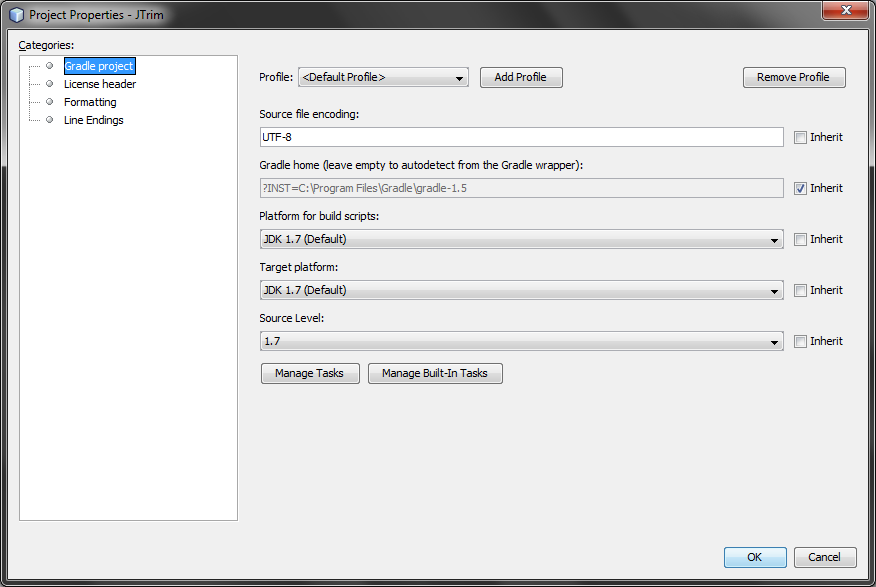 Project Properties - JTrim
Categories:
Gradle project
License header
Formatting
Line Endings
Profile: <Default Profile> Add Profile Remove Profile
Source file encoding:
UTF-8 Inherit
Gradle home (leave empty to autodetect from the Gradle wrapper):
?INST=C:\Program Files\Gradle\gradle-1.5 Inherit
Platform for build scripts:
JDK 1.7 (Default) Inherit
Target platform:
JDK 1.7 (Default) Inherit
Source Level:
1.7 Inherit
Manage Tasks Manage Built-In Tasks
OK Cancel